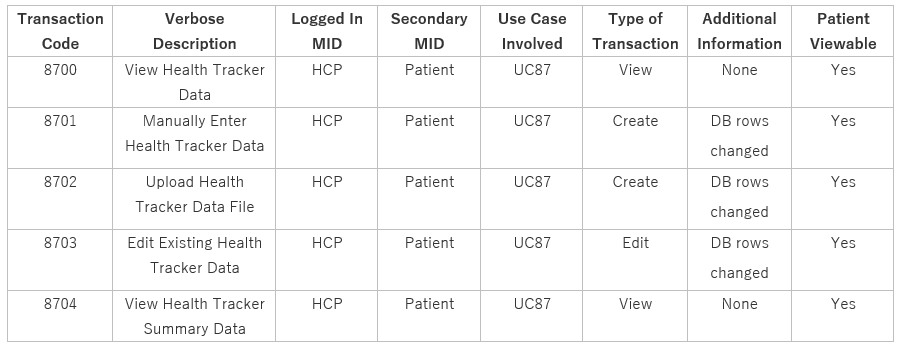 Transaction Verbose Logged In Secondary Use Case Type of Additional Patient
Code Description MID MID Involved Transaction Information Viewable
8700 View Health Tracker HCP Patient UC87 View None Yes
Data
8701 Manually Enter HCP Patient UC87 Create DB rows Yes
Health Tracker Data changed
8702 Upload Health HCP Patient UC87 Create DB rows Yes
Tracker Data File changed
8703 Edit Existing Health HCP Patient UC87 Edit DB rows Yes
Tracker Data changed
8704 View Health Tracker HCP Patient UC87 View None Yes
Summary Data